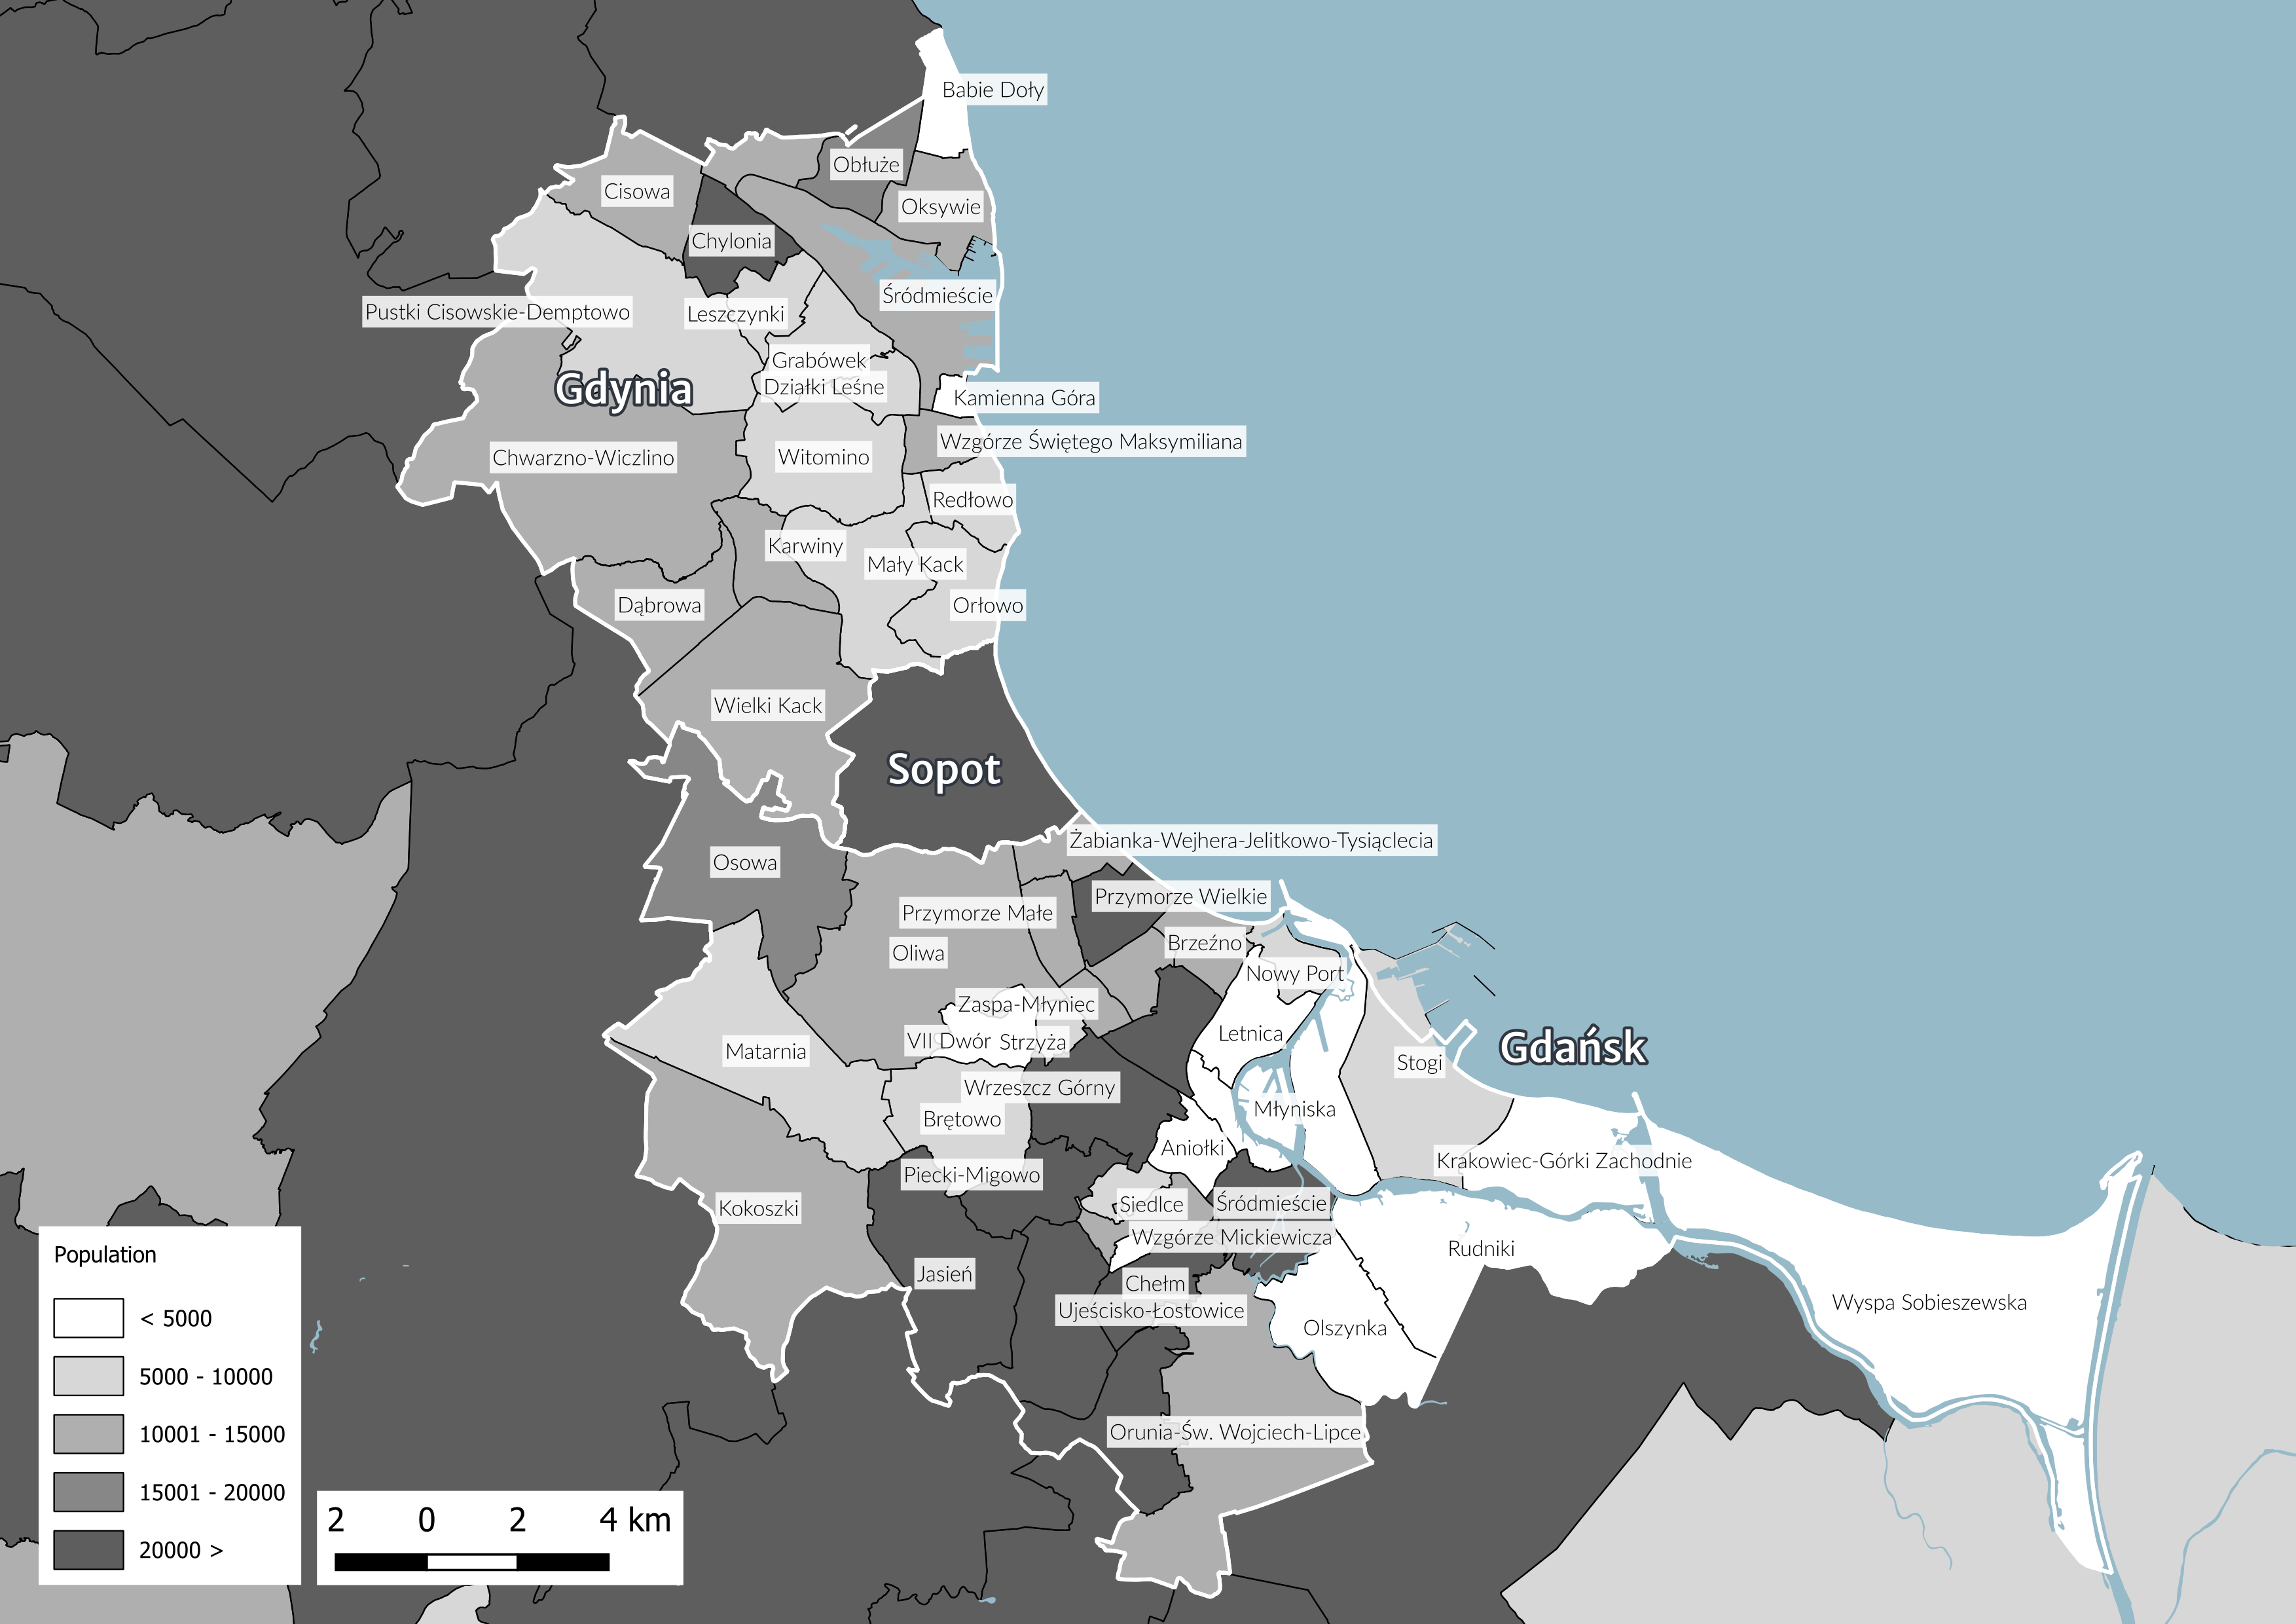 Babie Doły
Obłuże
Cisowa
Oksywie
Chylonia
Śródmieście
Pustki Cisowskie-Demptowo
Leszczynki
Grabówek
Działki Leśne
Gdynia
Kamienna Góra
Wzgórze Świętego Maksymiliana
Chwarzno-Wiczlino
Witomino
Redłowo
Karwiny
Mały Kack
Dąbrowa
Orłowo
Wielki Kack
Sopot
Żabianka-Wejhera-Jelitkowo-Tysiąclecia
Osowa
Przymorze Wielkie
Przymorze Małe
Brzeźno
Oliwa
Nowy Port
Zaspa-Młyniec
Letnica
VII Dwór
Strzyża
Gdańsk
Matarnia
Stogi
Wrzeszcz Górny
Młyniska
Brętowo
Aniołki
Krakowiec-Górki Zachodnie
Piecki-Migowo
Siedlce
Śródmieście
Kokoszki
Wzgórze Mickiewicza
Rudniki
Jasień
Chełm
Wyspa Sobieszewska
Ujeścisko-Łostowice
Olszynka
Orunia-Św. Wojciech-Lipce
Population
< 5000
5000 - 10000
10001 - 15000
15001 - 20000
20000 >
2 0 2 4 km